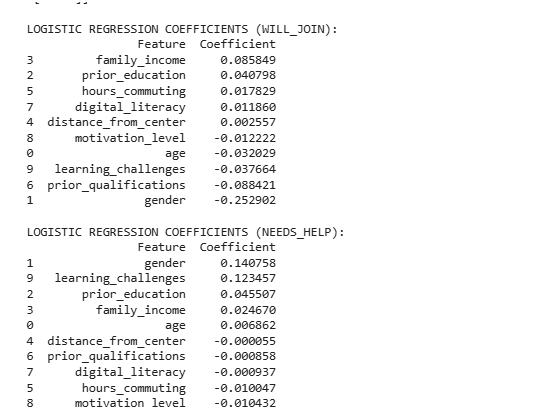 LOGISTIC REGRESSION COEFFICIENTS (WILL_JOIN):
Feature Coefficient
3 family_income 0.085849
2 prior_education 0.040798
5 hours_commuting 0.017829
7 digital_literacy 0.011860
4 distance_from_center 0.002557
8 motivation_level -0.012222
0 age -0.032029
9 learning_challenges -0.037664
6 prior_qualifications -0.088421
1 gender -0.252902
LOGISTIC REGRESSION COEFFICIENTS (NEEDS_HELP):
Feature Coefficient
1 gender 0.140758
9 learning_challenges 0.123457
2 prior_education 0.045507
3 family_income 0.024670
0 age 0.006862
4 distance_from_center -0.000055
6 prior_qualifications -0.000858
7 digital_literacy -0.000937
5 hours_commuting -0.010047
8 motivation_level -0.010432